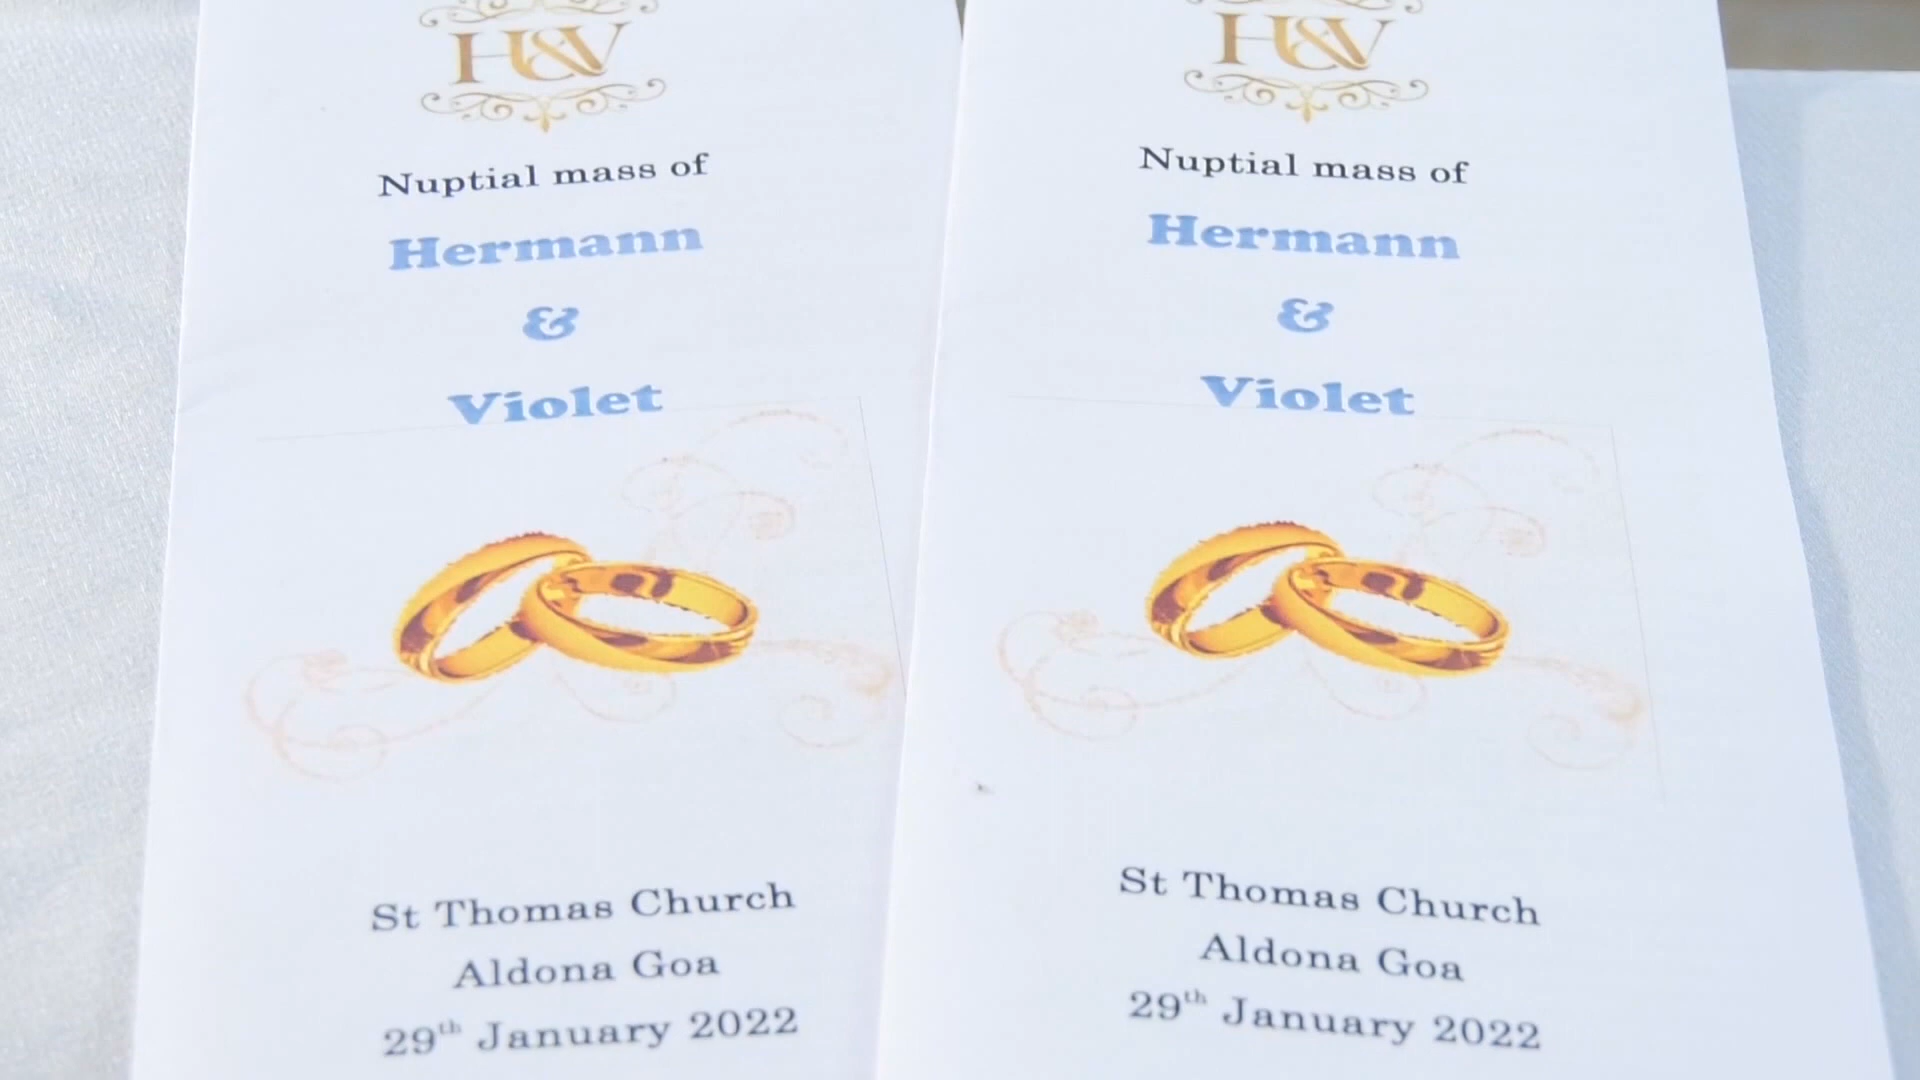 H&V
Nuptial mass of
Hermann
&
Violet
St Thomas Church
Aldona Goa
29th January 2022
H&V
Nuptial mass of
Hermann
&
Violet
St Thomas Church
Aldona Goa
29th January 2022